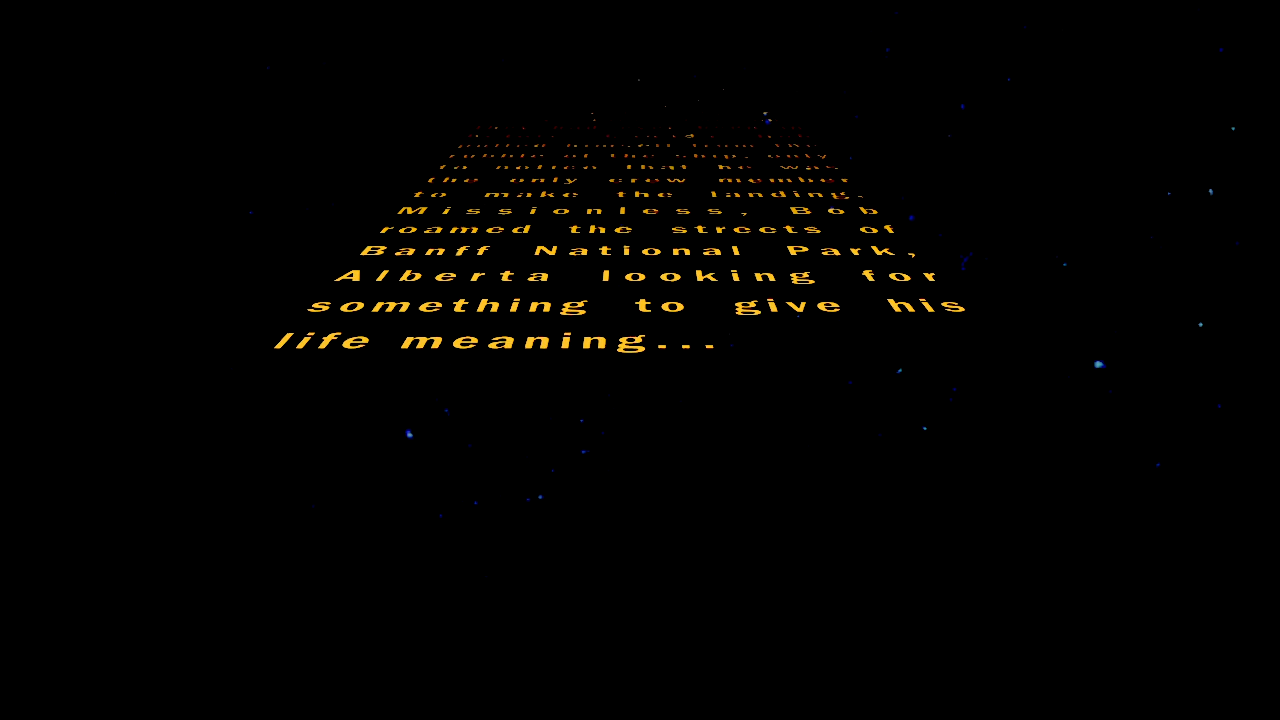 pulled himself from the
rubble of the ship, only
to notice that he was
the only crew member
to make the landing.
Missionless, Bob
roamed the streets of
Banff National Park,
Alberta looking for
something to give his
life meaning...